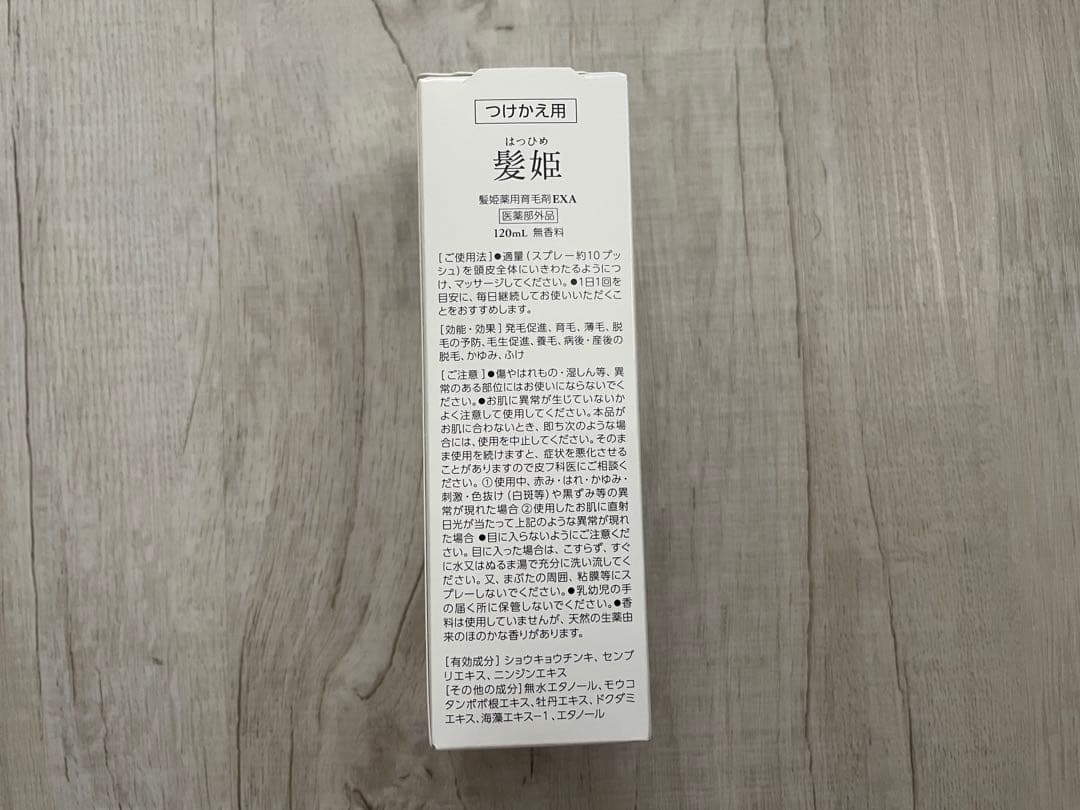 つけかえ用
はつひめ
髪姫
髪姫薬用育毛剤EXA
医薬部外品
120mL 無香料
[ご使用法]●適量(スプレー約10プッ
シュ)を頭皮全体にいきわたるようにつ
け、マッサージしてください。●1日1回を
目安に、毎日継続してお使いいただくこ
とをおすすめします。
[効能・効果]発毛促進、育毛、薄毛、脱
毛の予防、毛生促進、養毛、病後・産後の
脱毛、かゆみ、ふけ
[ご注意]●傷やはれもの・湿しん等、異
常のある部位にはお使いにならないでく
ださい。●お肌に異常が生じていないか
よく注意して使用してください。本品が
お肌に合わないとき、即ち次のような場
合には、使用を中止してください。そのま
ま使用を続けますと、症状を悪化させる
ことがありますので皮フ科医にご相談く
ださい。①使用中、赤み・はれ・かゆみ・
刺激・色抜け(白斑等)や黒ずみ等の異
常が現れた場合 ②使用したお肌に直射
日光が当たって上記のような異常が現れ
た場合 ●目に入らないようにご注意くだ
さい。目に入った場合は、こすらず、すぐ
に水又はぬるま湯で充分に洗い流してく
ださい。又、まぶたの周囲、粘膜等にス
プレーしないでください。●乳幼児の手
の届く所に保管しないでください。●香
料は使用していませんが、天然の生薬由
来のほのかな香りがあります。
[有効成分]ショウキョウチンキ、センブ
リエキス、ニンジンエキス
[その他の成分]無水エタノール、モウコ
タンポポ根エキス、牡丹エキス、ドクダミ
エキス、海藻エキス−1、エタノール